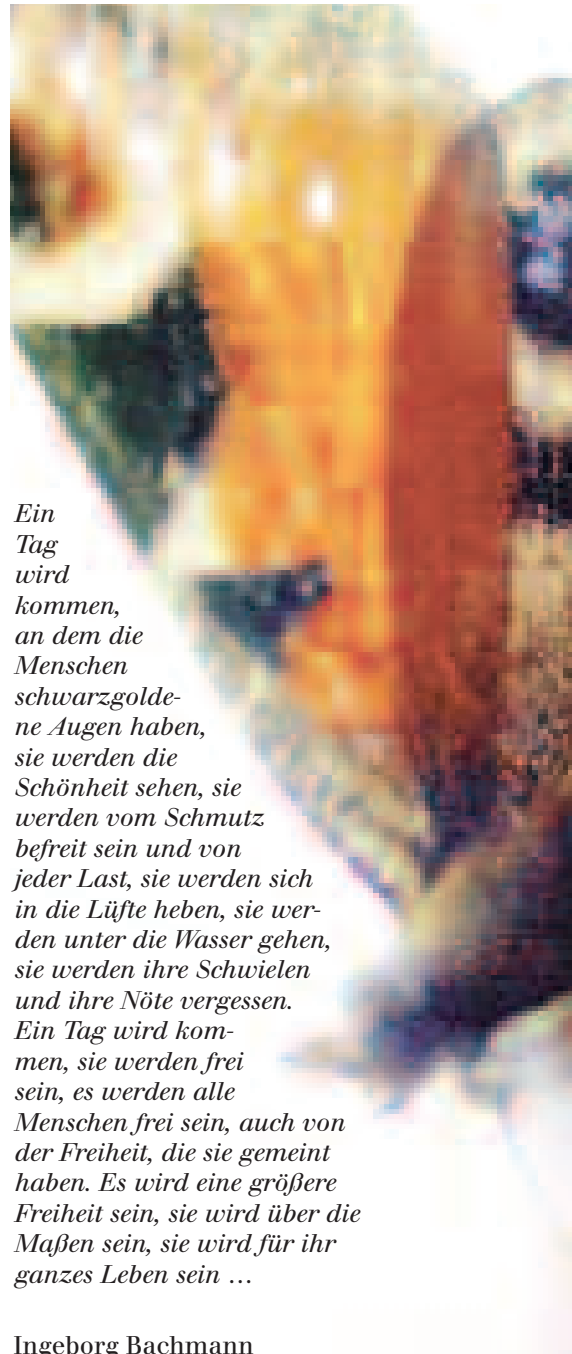 Ein
Tag
wird
kommen,
an dem die
Menschen
schwarzgolde-
ne Augen haben,
sie werden die
Schönheit sehen, sie
werden vom Schmutz
befreit sein und von
jeder Last, sie werden sich
in die Lüfte heben, sie wer-
den unter die Wasser gehen,
sie werden ihre Schwielen
und ihre Nöte vergessen.
Ein Tag wird kom-
men, sie werden frei
sein, es werden alle
Menschen frei sein, auch von
der Freiheit, die sie gemeint
haben. Es wird eine größere
Freiheit sein, sie wird über die
Maßen sein, sie wird für ihr
ganzes Leben sein …
Ingeborg Bachmann